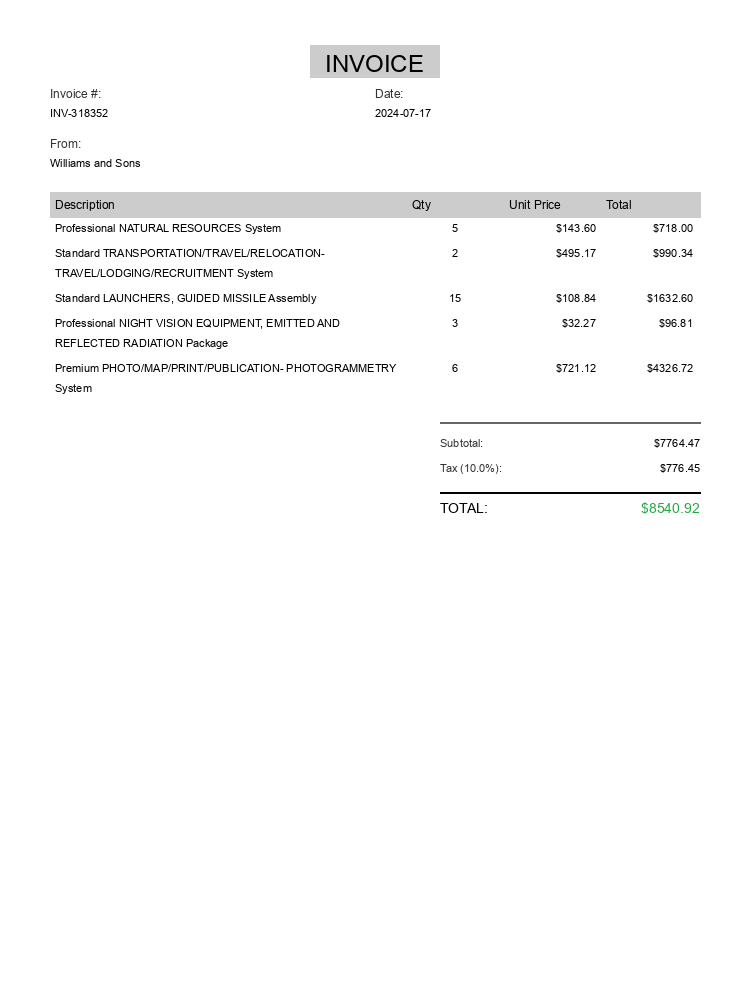 INVOICE
Invoice #: Date:
INV-318352 2024-07-17
From:
Williams and Sons
Description Qty Unit Price Total
Professional NATURAL RESOURCES System 5 $143.60 $718.00
Standard TRANSPORTATION/TRAVEL/RELOCATION- 2 $495.17 $990.34
TRAVEL/LODGING/RECRUITMENT System
Standard LAUNCHERS, GUIDED MISSILE Assembly 15 $108.84 $1632.60
Professional NIGHT VISION EQUIPMENT, EMITTED AND 3 $32.27 $96.81
REFLECTED RADIATION Package
Premium PHOTO/MAP/PRINT/PUBLICATION- PHOTOGRAMMETRY 6 $721.12 $4326.72
System
Subtotal: $7764.47
Tax (10.0%): $776.45
TOTAL: $8540.92